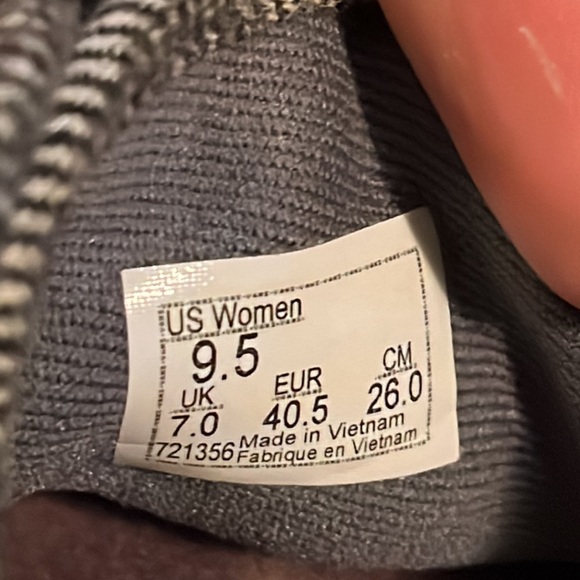 US Women
9.5
UK EUR CM
7.0 40.5 26.0
721356 Made in Vietnam
Fabrique en Vietnam